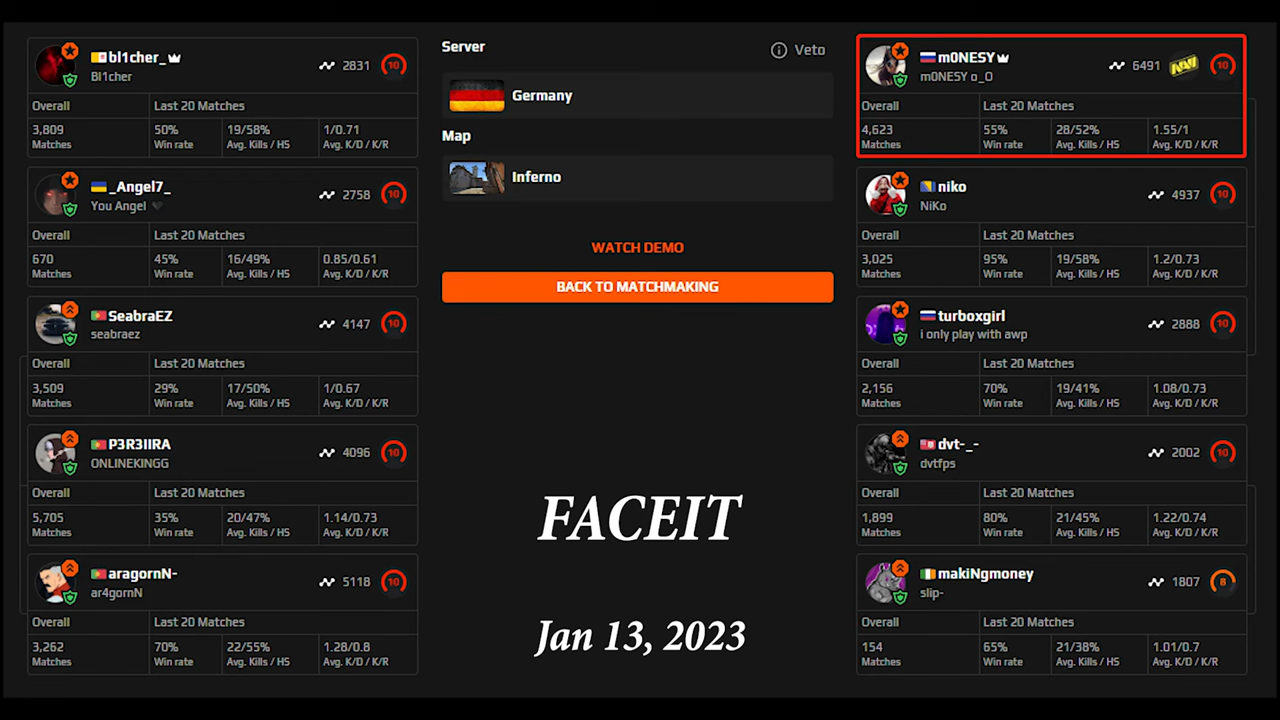 bl1cher_
Bl1cher
2831
10
Overall
Last 20 Matches
3,809
Matches
50%
Win rate
19/58%
Avg. Kills / HS
1/0.71
Avg. K/D / K/R
_Angel7_
You Angel
2758
10
Overall
Last 20 Matches
670
Matches
45%
Win rate
16/49%
Avg. Kills / HS
0.85/0.61
Avg. K/D / K/R
SeabraEZ
seabraez
4147
10
Overall
Last 20 Matches
3,509
Matches
29%
Win rate
17/50%
Avg. Kills / HS
1/0.67
Avg. K/D / K/R
P3R3IIRA
ONLINEKINGG
4096
10
Overall
Last 20 Matches
5,705
Matches
35%
Win rate
20/47%
Avg. Kills / HS
1.14/0.73
Avg. K/D / K/R
aragornN-
ar4gornN
5118
10
Overall
Last 20 Matches
3,262
Matches
70%
Win rate
22/55%
Avg. Kills / HS
1.28/0.8
Avg. K/D / K/R
Server
Veto
Germany
Map
Inferno
WATCH DEMO
BACK TO MATCHMAKING
FACEIT
Jan 13, 2023
m0NESY
m0NESY o_O
6491
NAVI
10
Overall
Last 20 Matches
4,623
Matches
55%
Win rate
28/52%
Avg. Kills / HS
1.55/1
Avg. K/D / K/R
niko
NiKo
4937
10
Overall
Last 20 Matches
3,025
Matches
95%
Win rate
19/58%
Avg. Kills / HS
1.2/0.73
Avg. K/D / K/R
turboxgirl
i only play with awp
2888
10
Overall
Last 20 Matches
2,156
Matches
70%
Win rate
19/41%
Avg. Kills / HS
1.08/0.73
Avg. K/D / K/R
dvt-_-
dvtfps
2002
10
Overall
Last 20 Matches
1,899
Matches
80%
Win rate
21/45%
Avg. Kills / HS
1.22/0.74
Avg. K/D / K/R
makiNgmoney
slip-
1807
8
Overall
Last 20 Matches
154
Matches
65%
Win rate
21/38%
Avg. Kills / HS
1.01/0.7
Avg. K/D / K/R